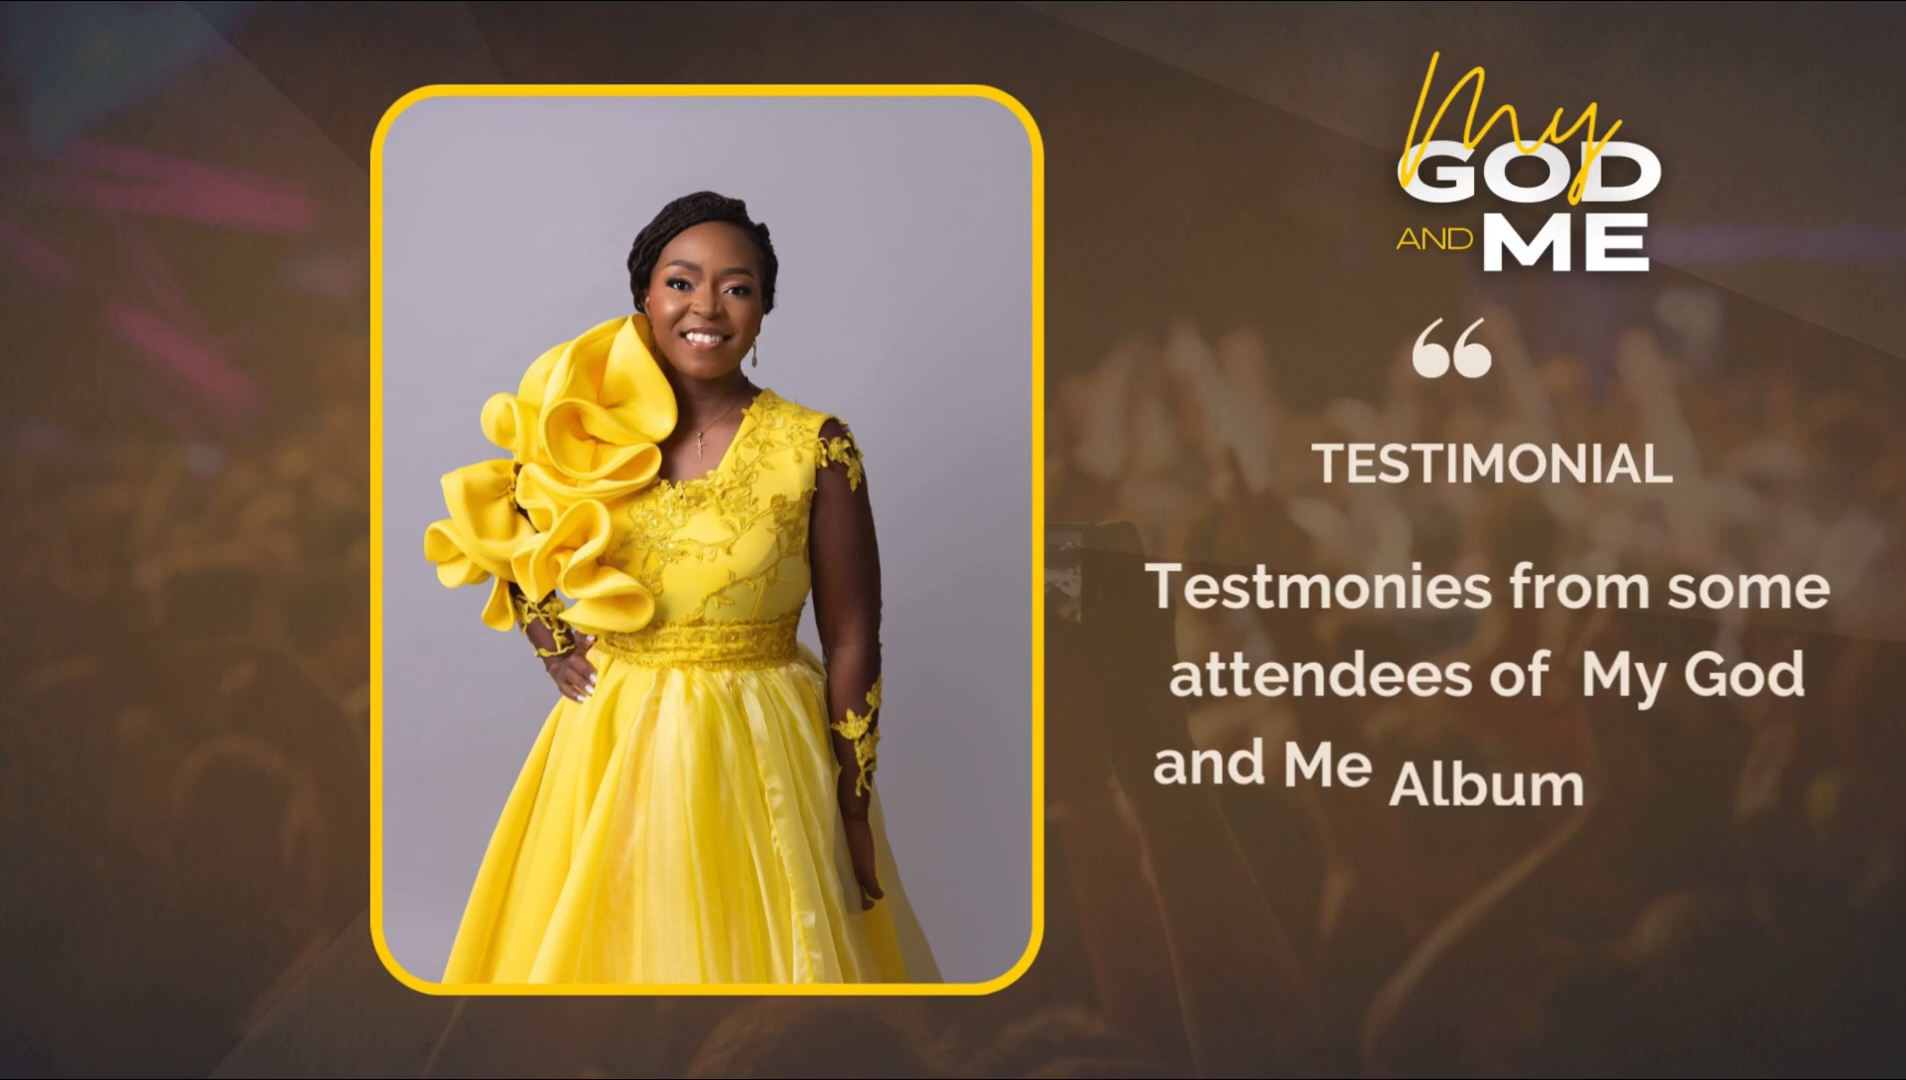 My
GOD
AND ME
“
TESTIMONIAL
Testmonies from some
attendees of My God
and Me Album